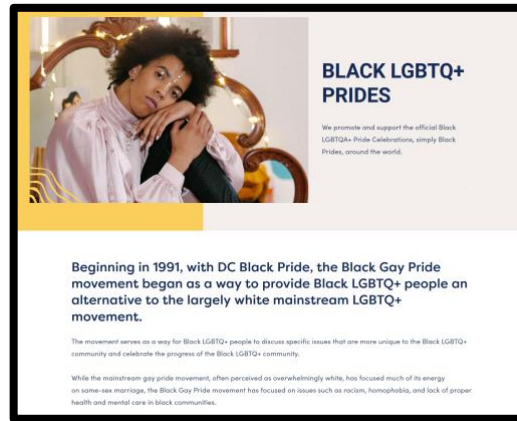 BLACK LGBTQ+
PRIDES
We promote and support the official Black
LGBTQA+ Pride Celebrations, simply Black
Prides, around the world.
Beginning in 1991, with DC Black Pride, the Black Gay Pride
movement began as a way to provide Black LGBTQ+ people an
alternative to the largely white mainstream LGBTQ+
movement.
The movement serves as a way for Black LGBTQ+ people to discuss specific issues that are more unique to the Black LGBTQ+
community and celebrate the progress of the Black LGBTQ+ community.
While the mainstream gay pride movement, often perceived as overwhelmingly white, has focused much of its energy
on same-sex marriage, the Black Gay Pride movement has focused on issues such as racism, homophobia, and lack of proper
health and mental care in black communities.